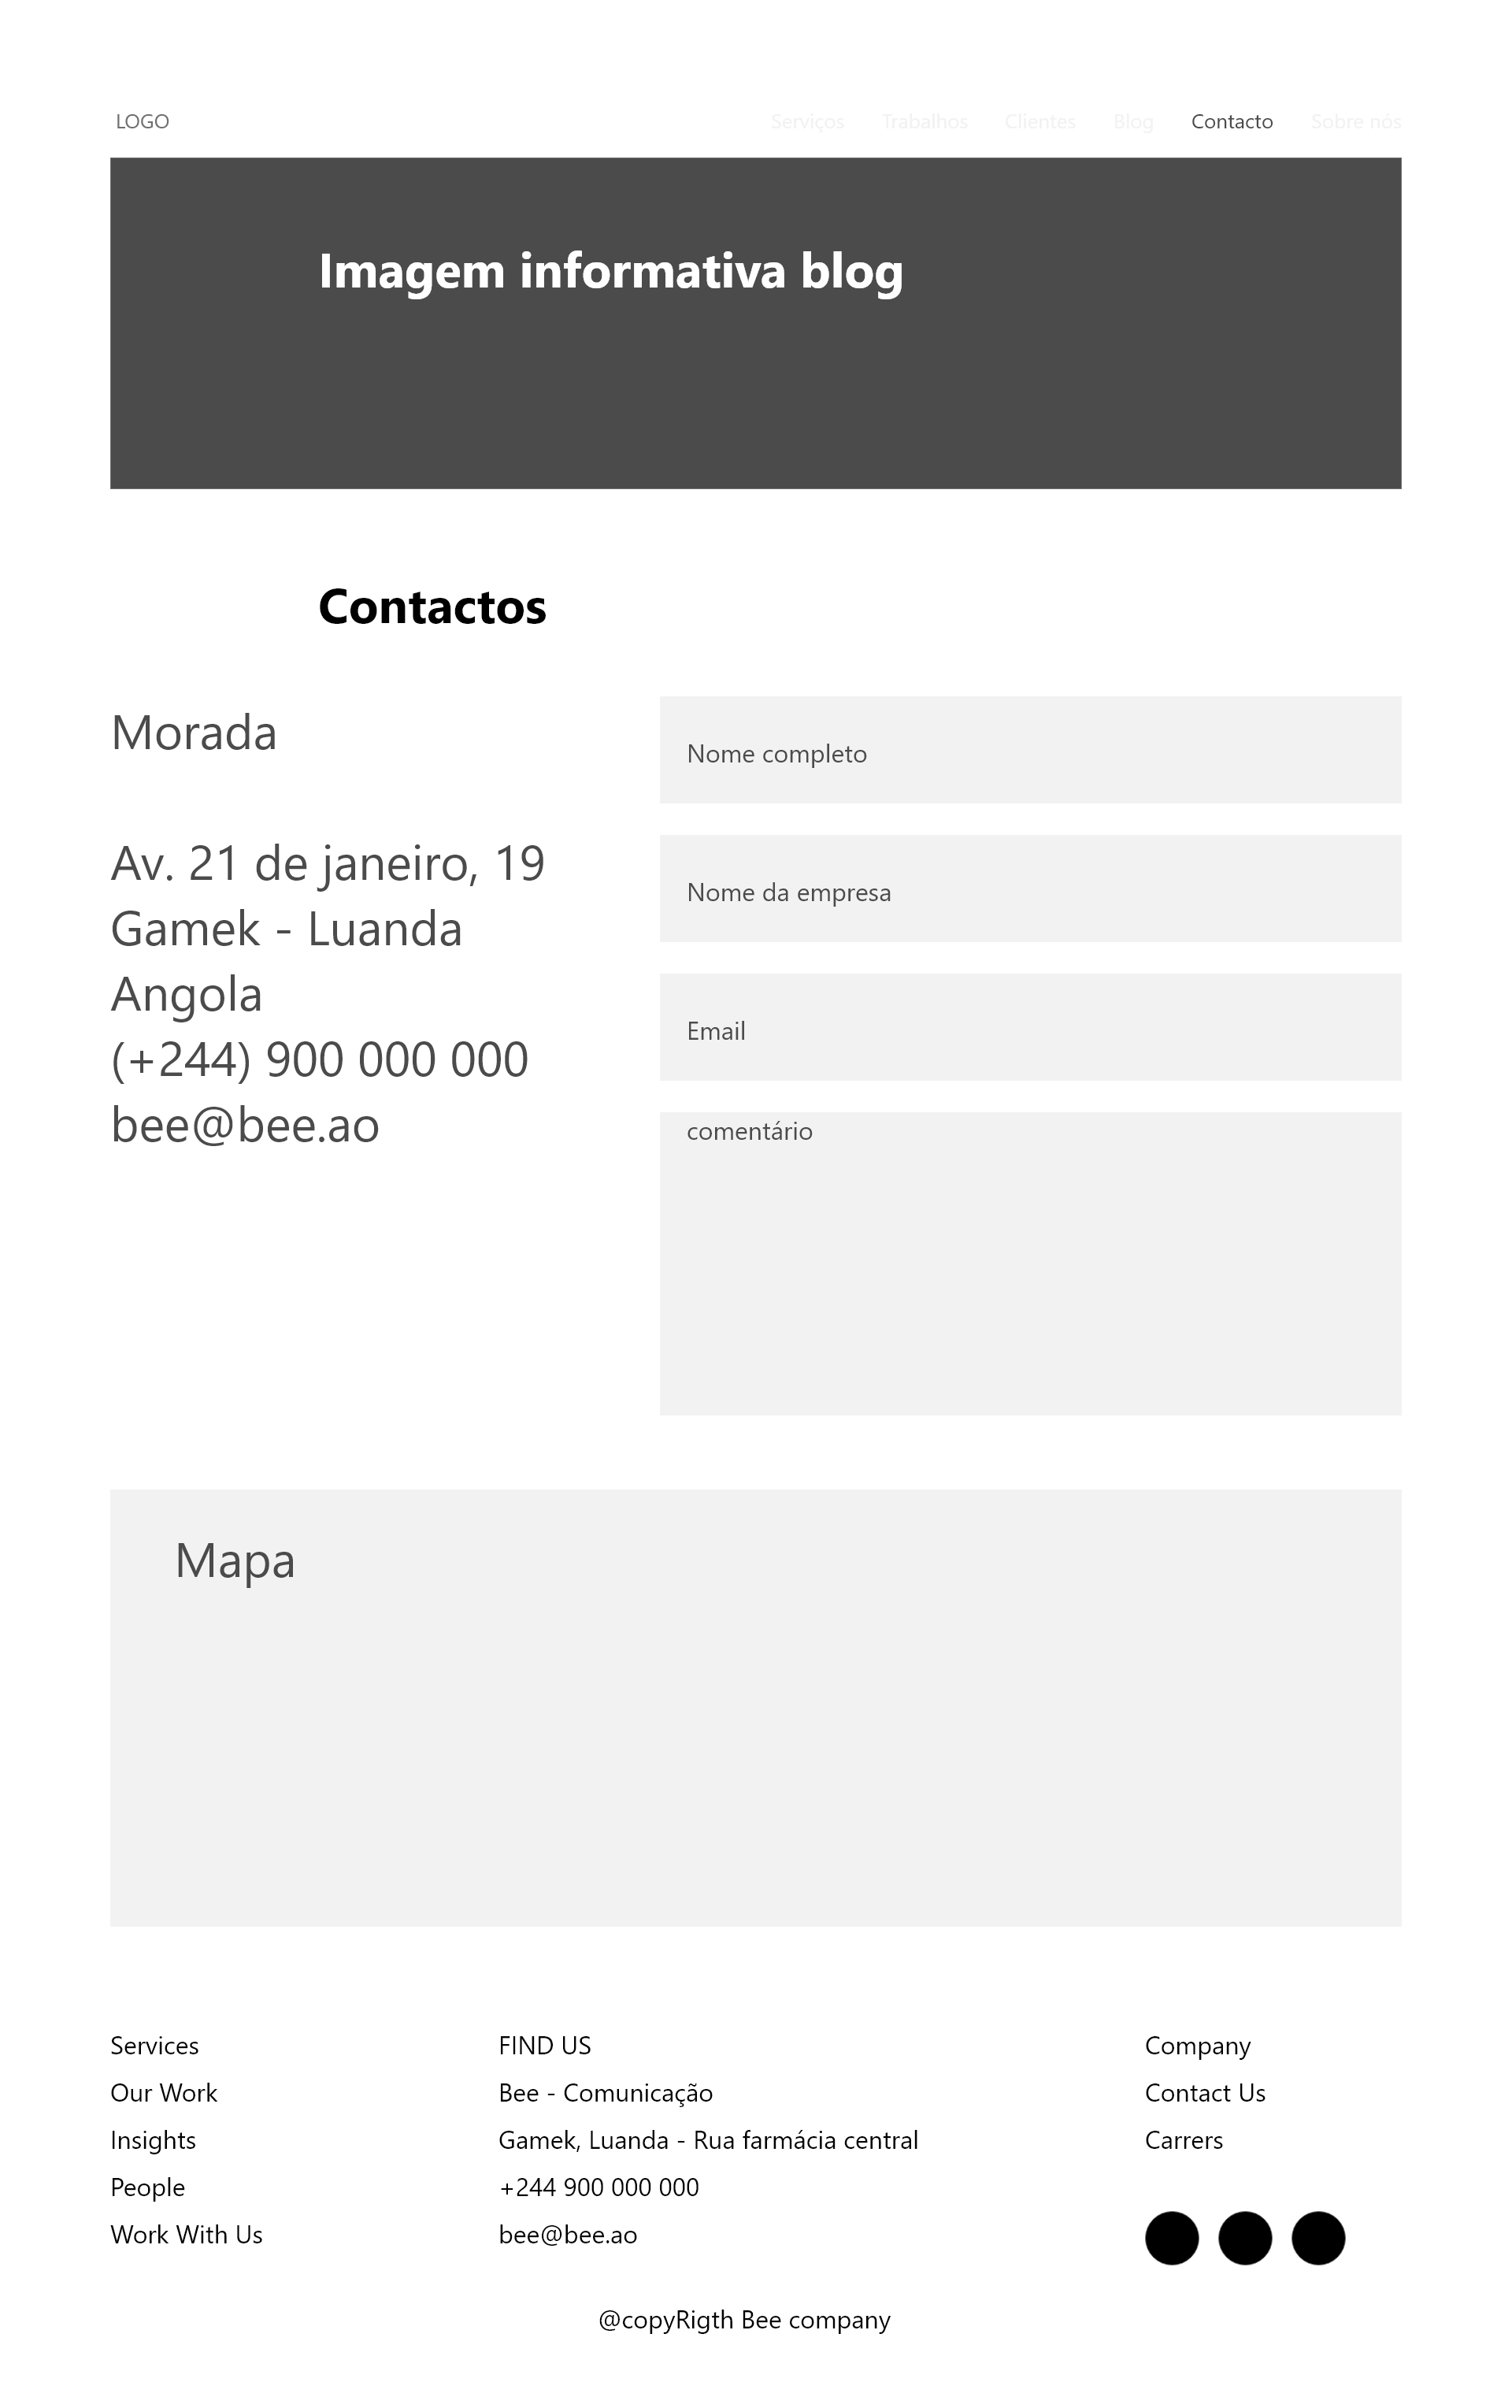 LOGO
Serviços Trabalhos Clientes Blog Contacto Sobre nós
Imagem informativa blog
Contactos
Morada
Av. 21 de janeiro, 19
Gamek - Luanda
Angola
(+244) 900 000 000
bee@bee.ao
Nome completo
Nome da empresa
Email
comentário
Mapa
Services
Our Work
Insights
People
Work With Us
FIND US
Bee - Comunicação
Gamek, Luanda - Rua farmácia central
+244 900 000 000
bee@bee.ao
Company
Contact Us
Carrers
@copyRigth Bee company